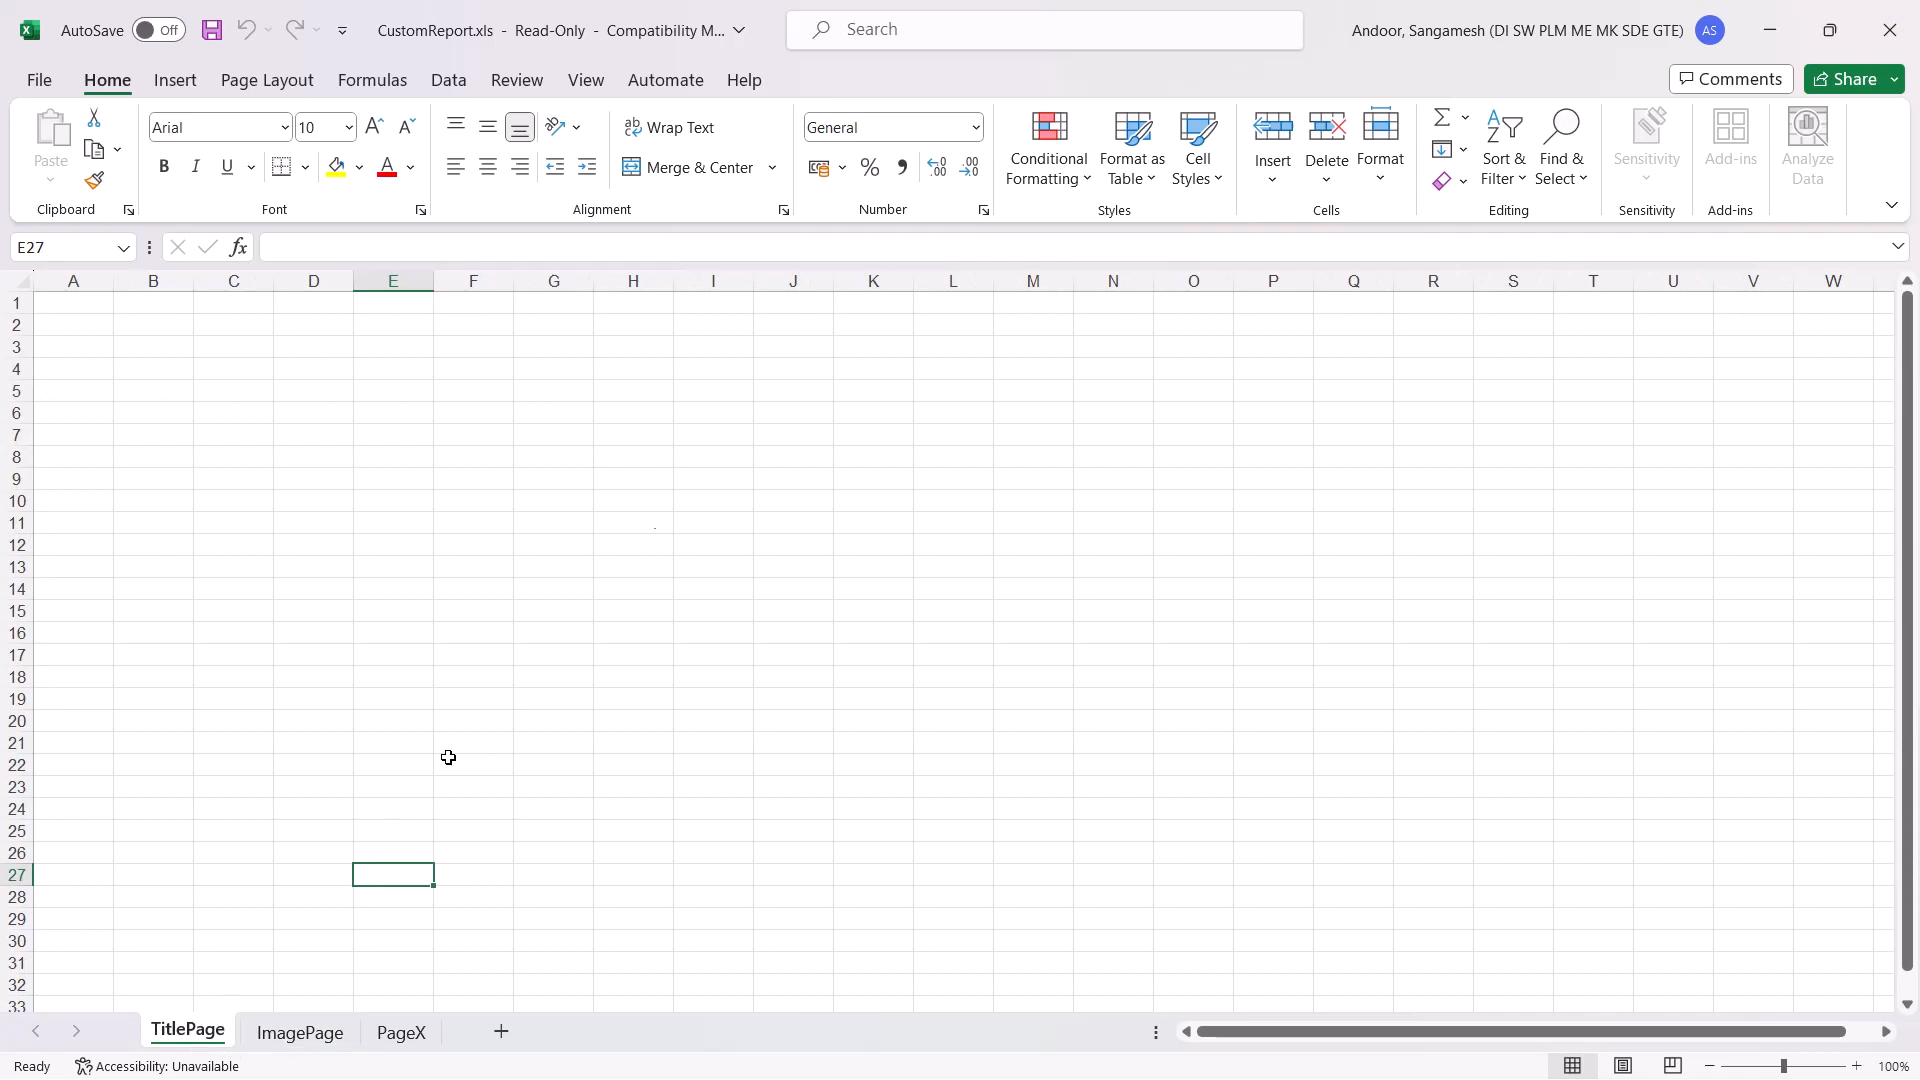 AutoSave Off CustomReport.xls - Read-Only - Compatibility M... Search Andoor, Sangamesh (DI SW PLM ME MK SDE GTE) AS
File Home Insert Page Layout Formulas Data Review View Automate Help Comments Share
Paste
Clipboard
Arial 10
B I U A
Font
Wrap Text
Merge & Center
Alignment
General
% , .00
Number
Conditional Formatting
Format as Table
Cell Styles
Styles
Insert
Delete
Format
Cells
Sort & Filter
Find & Select
Editing
Sensitivity
Sensitivity
Add-ins
Add-ins
Analyze Data
E27 fx
A B C D E F G H I J K L M N O P Q R S T U V W
1
2
3
4
5
6
7
8
9
10
11
12
13
14
15
16
17
18
19
20
21
22
23
24
25
26
27
28
29
30
31
32
33
TitlePage ImagePage PageX +
Ready Accessibility: Unavailable 100%